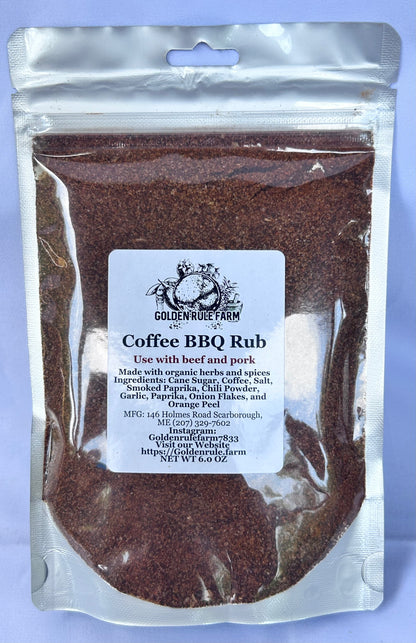 GOLDEN RULE FARM
Coffee BBQ Rub
Use with beef and pork
Made with organic herbs and spices
Ingredients: Cane Sugar, Coffee, Salt,
Smoked Paprika, Chili Powder,
Garlic, Paprika, Onion Flakes, and
Orange Peel
MFG: 146 Holmes Road Scarborough,
ME (207) 329-7602
Instagram:
Goldenrulefarm7833
Visit our Website
https://Goldenrule.farm
NET WT 6.0 OZ